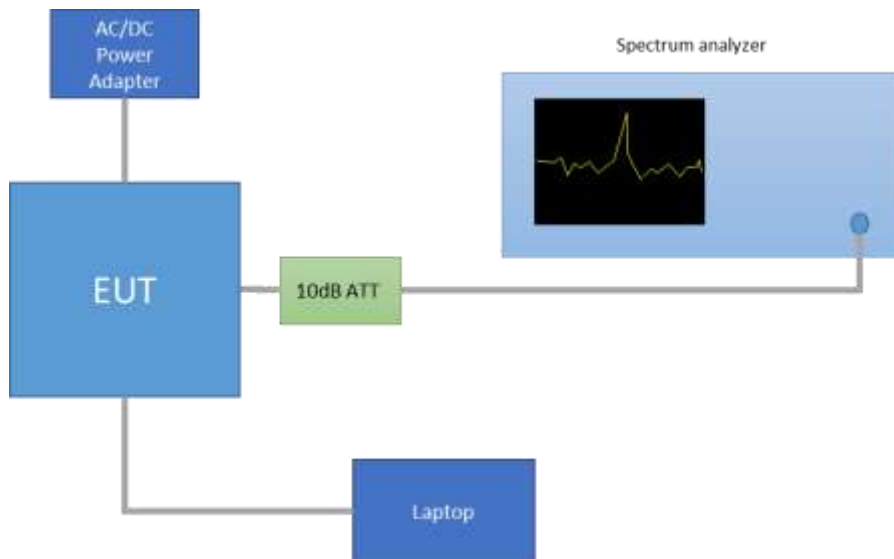 AC/DC
Power
Adapter
Spectrum analyzer
EUT
10dB ATT
Laptop